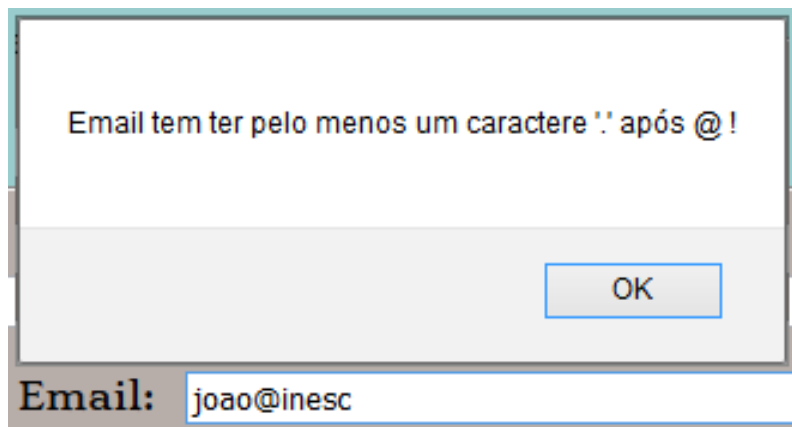 Email tem ter pelo menos um caractere '.' após @ !
OK
Email: joao@inesc